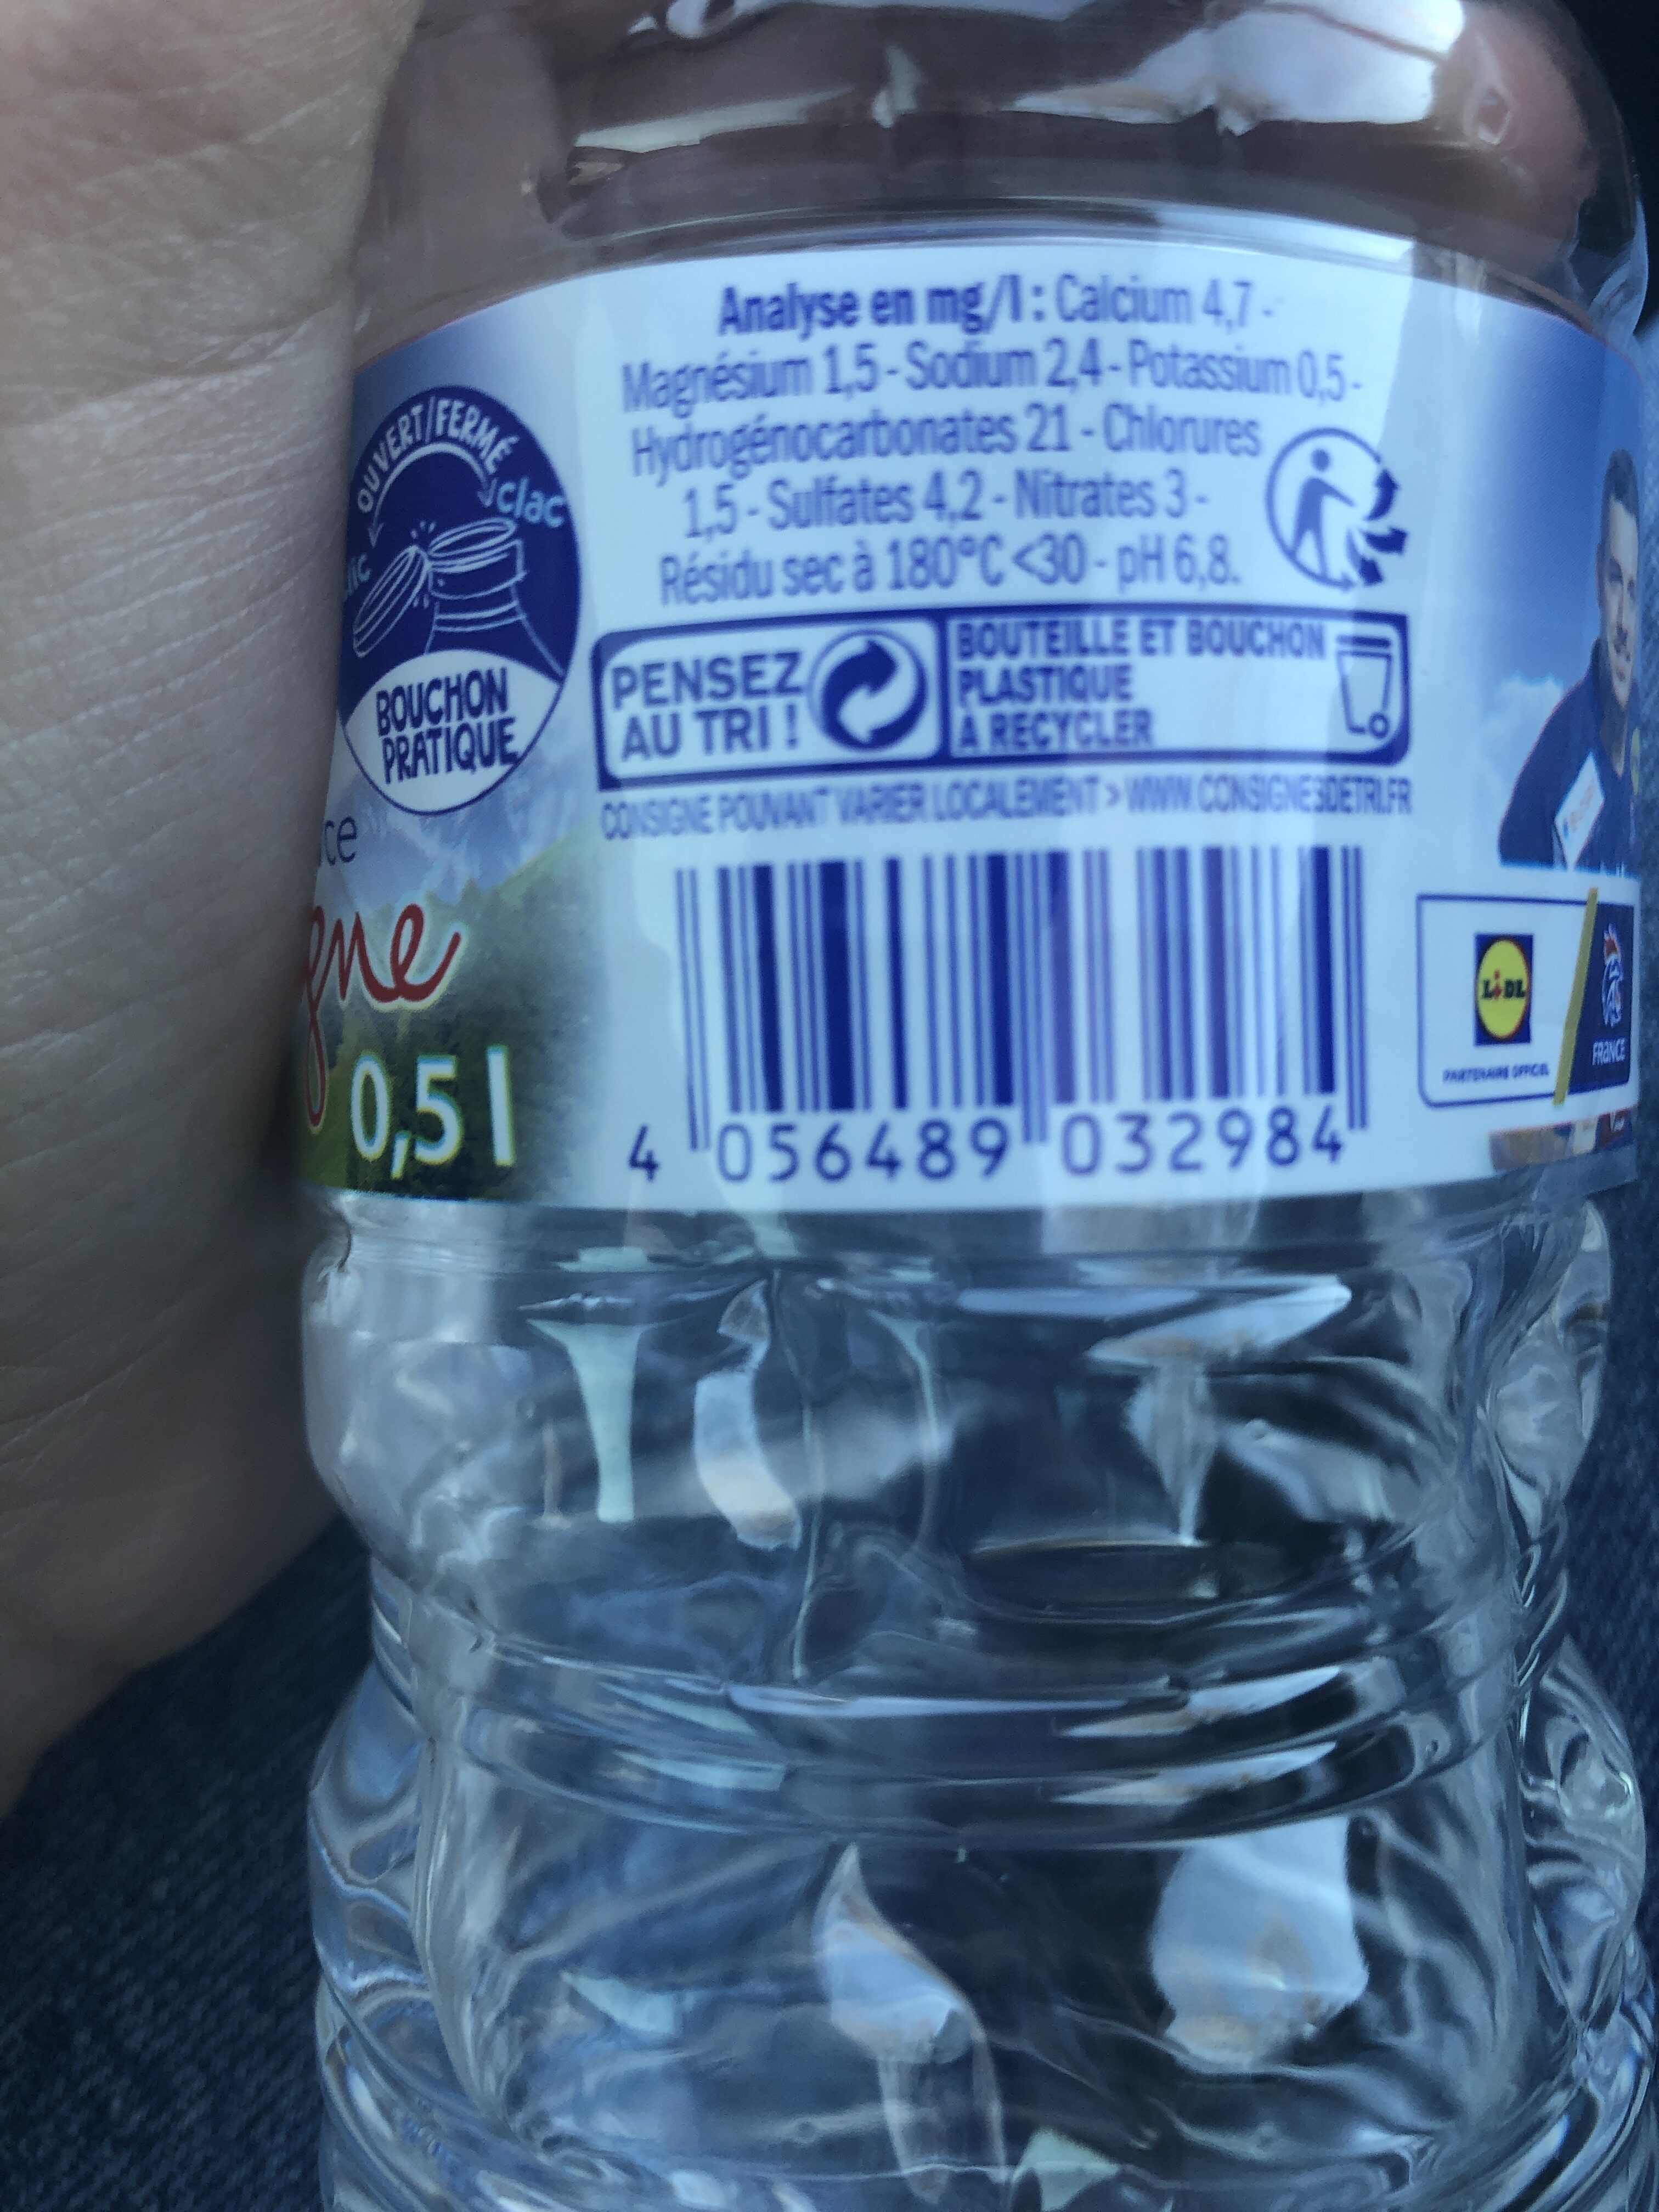 Analyse en mg/l : Calcium 4,7 -
Magnésium 1,5 - Sodium 2,4 - Potassium 0,5 -
Hydrogénocarbonates 21 - Chlorures
1,5 - Sulfates 4,2 - Nitrates 3 -
Résidu sec à 180°C <30 - pH 6,8.
OUVERT/FERMÉ
clac
BOUCHON
PRATIQUE
PENSEZ
AU TRI !
BOUTEILLE ET BOUCHON
PLASTIQUE
À RECYCLER
CONSIGNE POUVANT VARIER LOCALEMENT > WWW.CONSIGNESDETRI.FR
0,5 l
4 056489 032984
LIDL
PARTENAIRE OFFICIEL
FRANCE